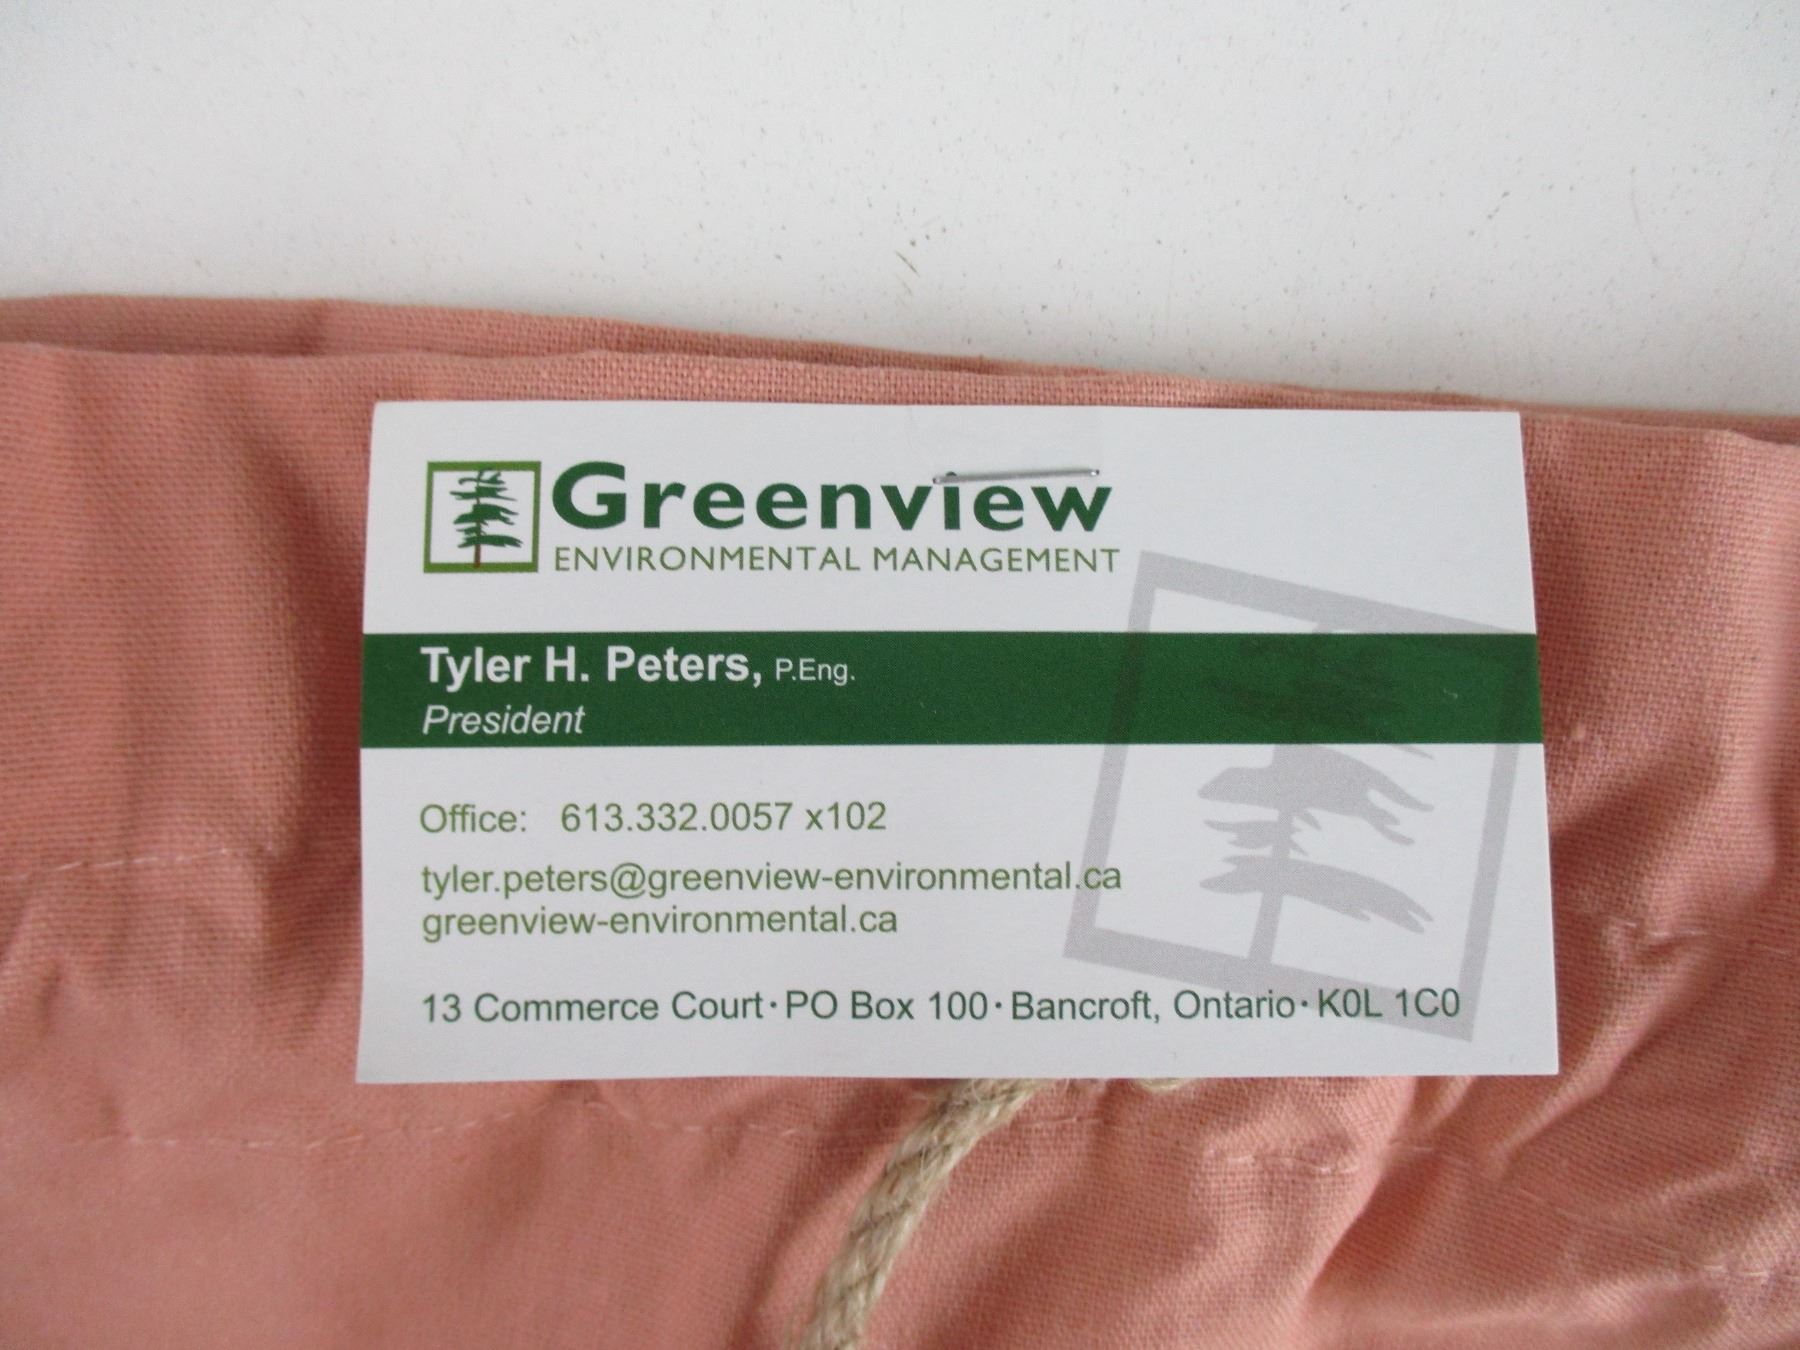 Greenview
ENVIRONMENTAL MANAGEMENT
Tyler H. Peters, P.Eng.
President
Office: 613.332.0057 x102
tyler.peters@greenview-environmental.ca
greenview-environmental.ca
13 Commerce Court · PO Box 100 · Bancroft, Ontario · K0L 1C0